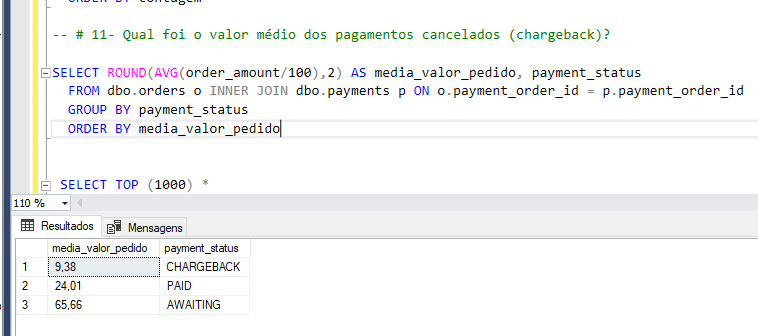 ORDER BY contagem
-- # 11- Qual foi o valor médio dos pagamentos cancelados (chargeback)?
SELECT ROUND(AVG(order_amount/100),2) AS media_valor_pedido, payment_status
FROM dbo.orders o INNER JOIN dbo.payments p ON o.payment_order_id = p.payment_order_id
GROUP BY payment_status
ORDER BY media_valor_pedido
SELECT TOP (1000) *
110 %
Resultados Mensagens
media_valor_pedido payment_status
1 9,38 CHARGEBACK
2 24,01 PAID
3 65,66 AWAITING